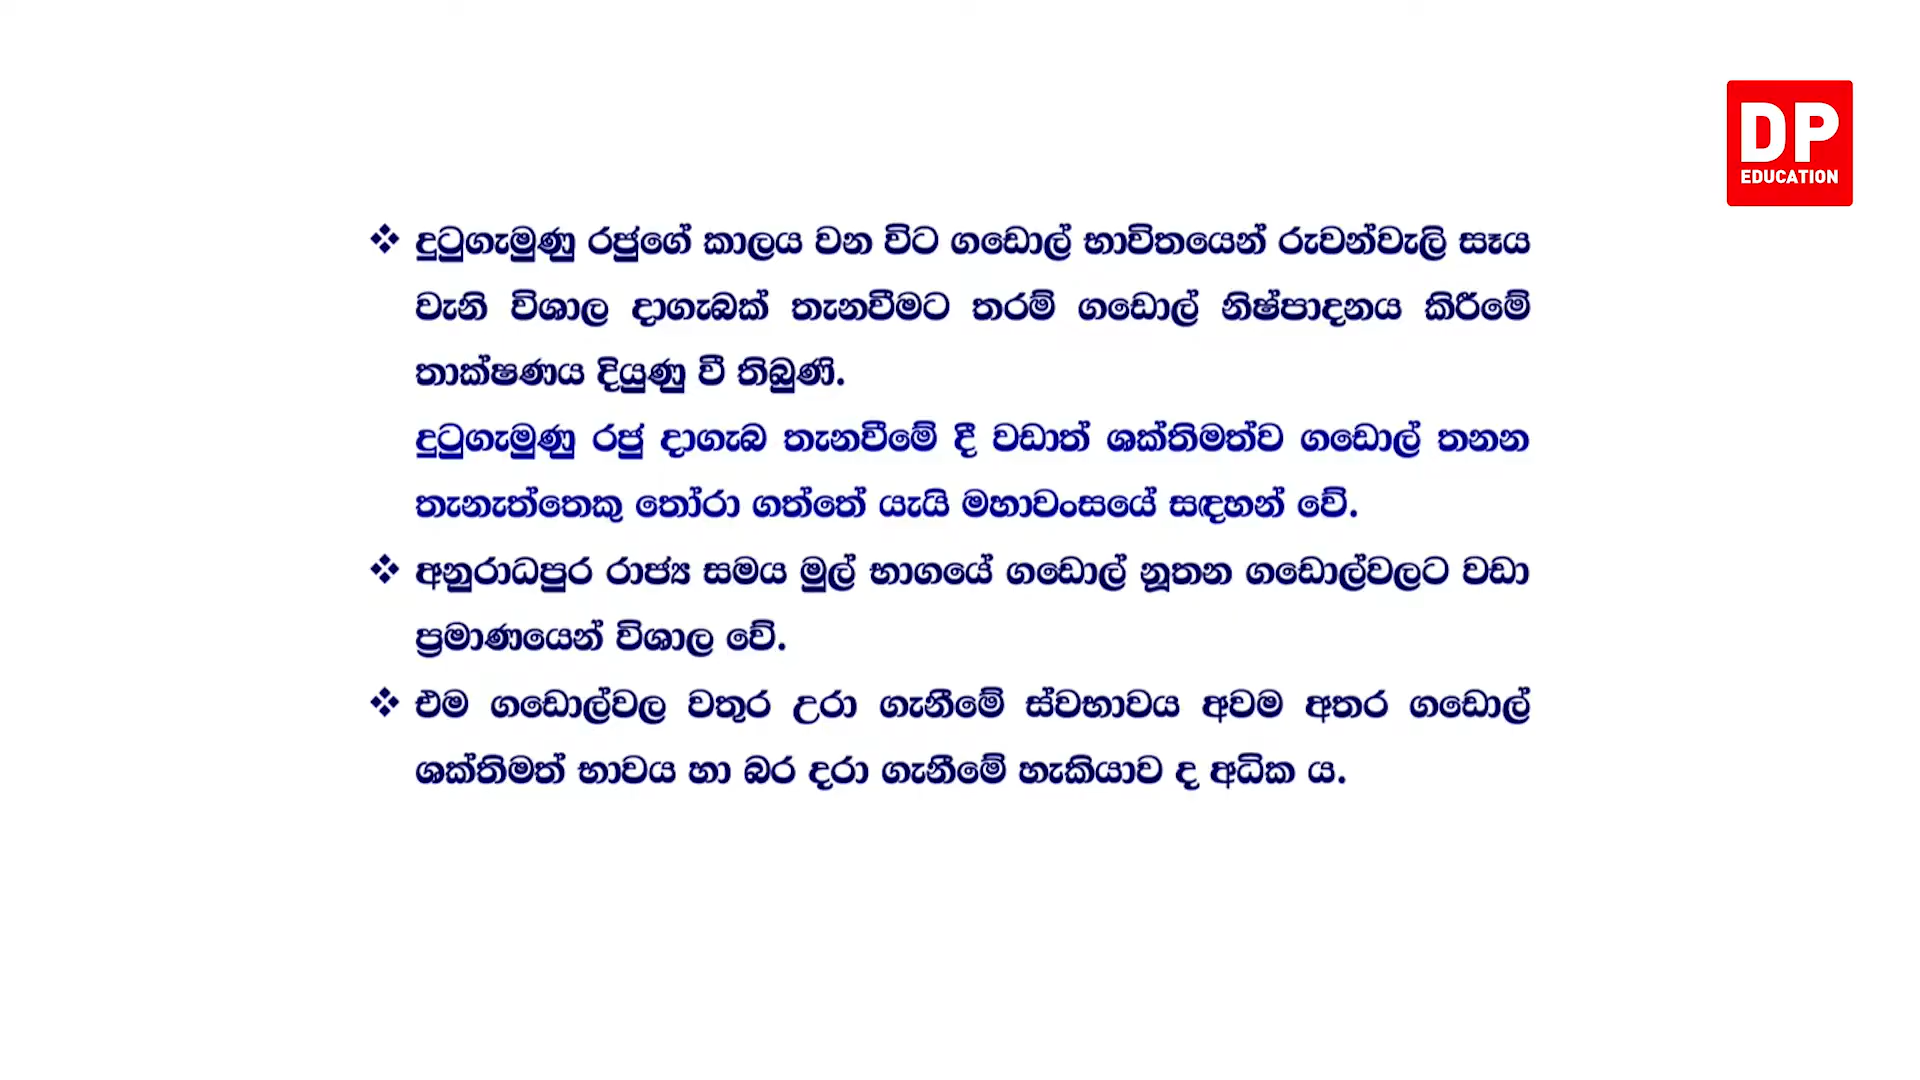 DP
EDUCATION
❖ දුටුගැමුණු රජුගේ කාලය වන විට ගඩොල් භාවිතයෙන් රුවන්වැලි සෑය
වැනි විශාල දාගැබක් තැනවීමට තරම් ගඩොල් නිෂ්පාදනය කිරීමේ
තාක්ෂණය දියුණු වී තිබුණි.
දුටුගැමුණු රජු දාගැබ තැනවීමේ දී වඩාත් ශක්තිමත්ව ගඩොල් තනන
තැනැත්තෙකු තෝරා ගත්තේ යැයි මහාවංසයේ සඳහන් වේ.
❖ අනුරාධපුර රාජ්‍ය සමය මුල් භාගයේ ගඩොල් නූතන ගඩොල්වලට වඩා
ප්‍රමාණයෙන් විශාල වේ.
❖ එම ගඩොල්වල වතුර උරා ගැනීමේ ස්වභාවය අවම අතර ගඩොල්
ශක්තිමත් භාවය හා බර දරා ගැනීමේ හැකියාව ද අධික ය.